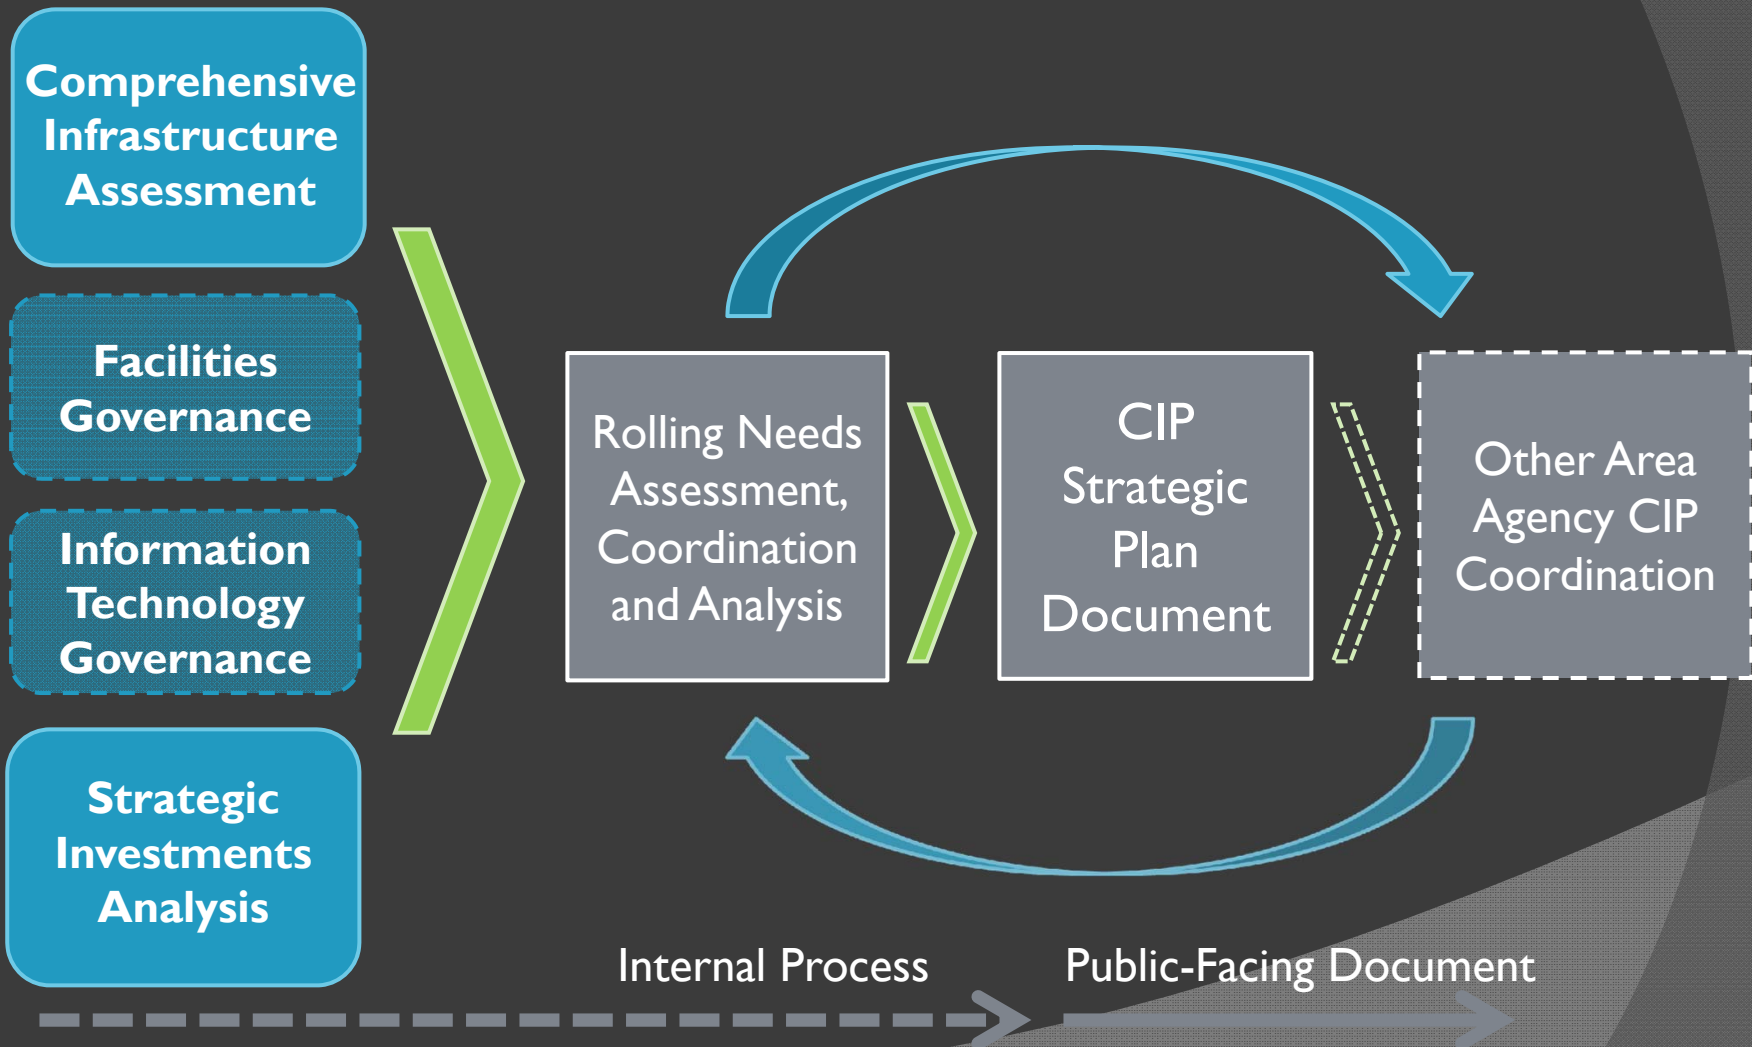 Comprehensive
Infrastructure
Assessment
Facilities
Governance
Information
Technology
Governance
Strategic
Investments
Analysis
Rolling Needs
Assessment,
Coordination
and Analysis
CIP
Strategic
Plan
Document
Other Area
Agency CIP
Coordination
Internal Process
Public-Facing Document